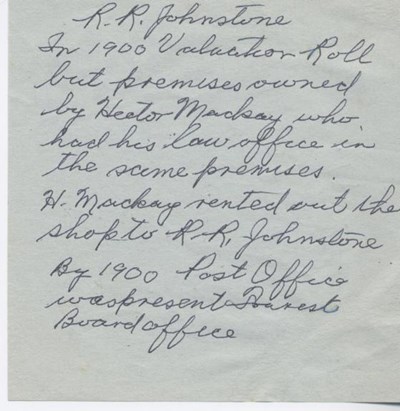 R. R. Johnstone
In 1900 Valuation Roll
but premises owned
by Hector Mackay who
had his law office in
the same premises.
H. Mackay rented out the
shop to R. R. Johnstone
By 1900 Post Office
was present Tourist
Board office